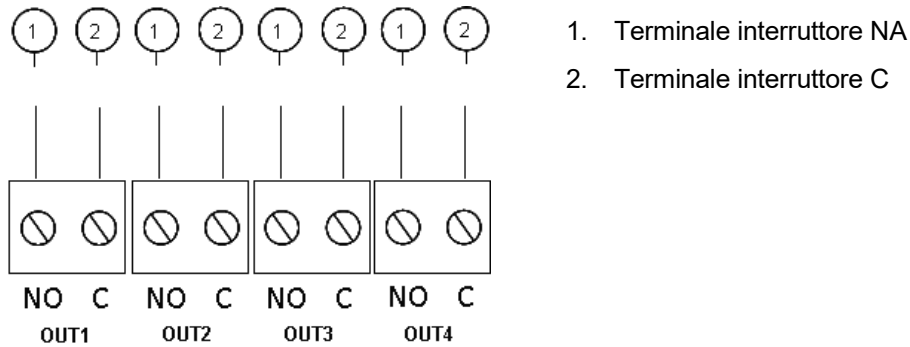 1 2 1 2 1 2 1 2
1. Terminale interruttore NA
2. Terminale interruttore C
NO C NO C NO C NO C
OUT1 OUT2 OUT3 OUT4